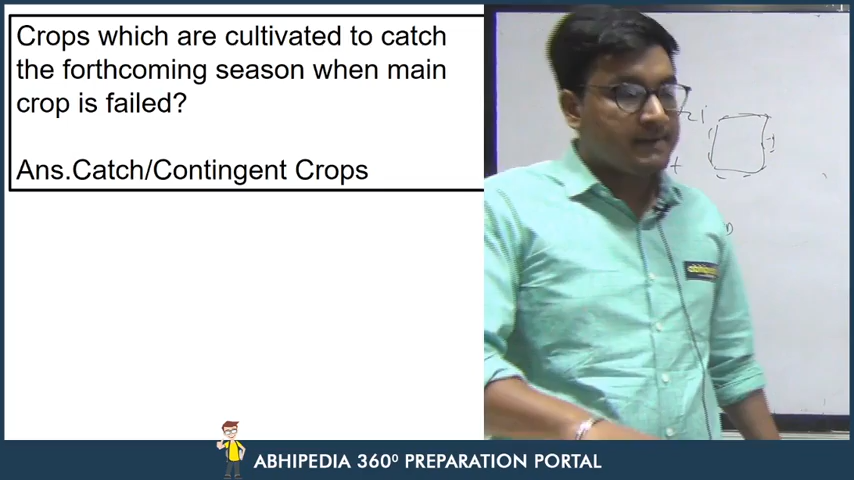 Crops which are cultivated to catch
the forthcoming season when main
crop is failed?
Ans.Catch/Contingent Crops
ABHIPEDIA 360º PREPARATION PORTAL